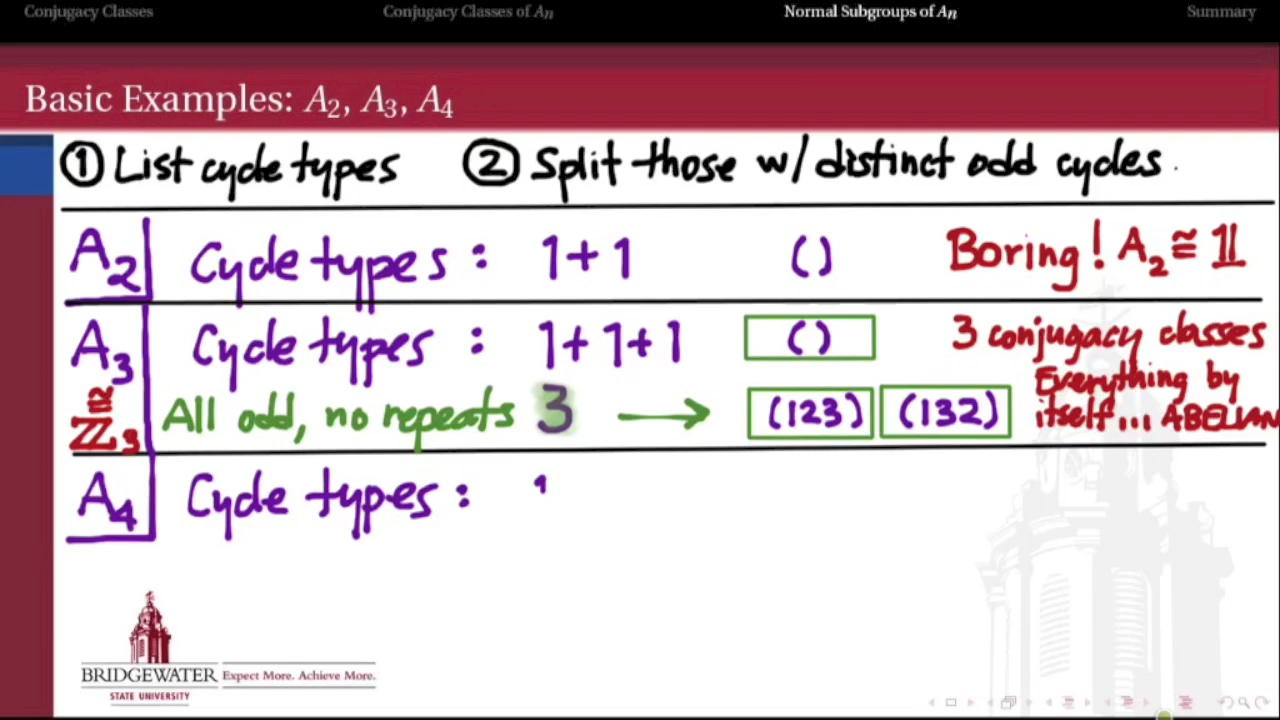 Conjugacy Classes Conjugacy Classes of Aₙ Normal Subgroups of Aₙ Summary
Basic Examples: A₂, A₃, A₄
① List cycle types ② Split those w/ distinct odd cycles.
A₂ Cycle types: 1+1 () Boring! A₂ ≅ 𝟙
A₃ Cycle types: 1+1+1 () 3 conjugacy classes
≅ ℤ₃ All odd, no repeats 3 → (123) (132) Everything by
itself... ABELIAN
A₄ Cycle types:
BRIDGEWATER Expect More. Achieve More.
STATE UNIVERSITY